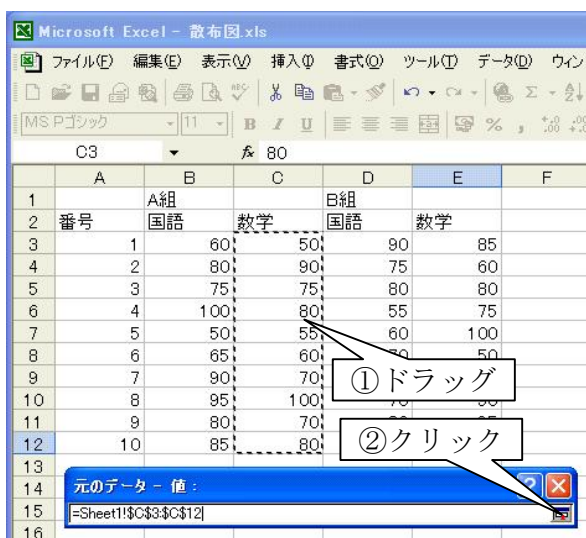 Microsoft Excel - 散布図.xls
ファイル(F) 編集(E) 表示(V) 挿入(I) 書式(O) ツール(T) データ(D) ウィン
MS Pゴシック 11 B I U % ,
C3 fx 80
A B C D E F
1 A組 B組
2 番号 国語 数学 国語 数学
3 1 60 50 90 85
4 2 80 90 75 60
5 3 75 75 80 80
6 4 100 80 55 75
7 5 50 55 60 100
8 6 65 60 50
9 7 90 70
①ドラッグ
10 8 95 100
11 9 80 70
②クリック
12 10 85 80
13
14 元のデータ - 値 :
15 =Sheet1!$C$3:$C$12
16